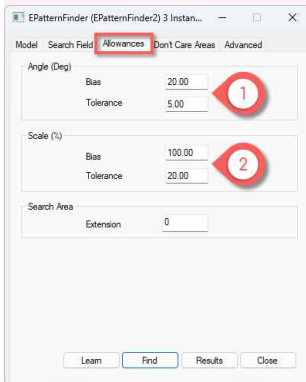 EPatternFinder (EPatternFinder2) 3 Instan...
Model Search Field Allowances Don't Care Areas Advanced
Angle (Deg)
Bias 20.00
Tolerance 5.00
1
Scale (%)
Bias 100.00
Tolerance 20.00
2
Search Area
Extension 0
Learn Find Results Close